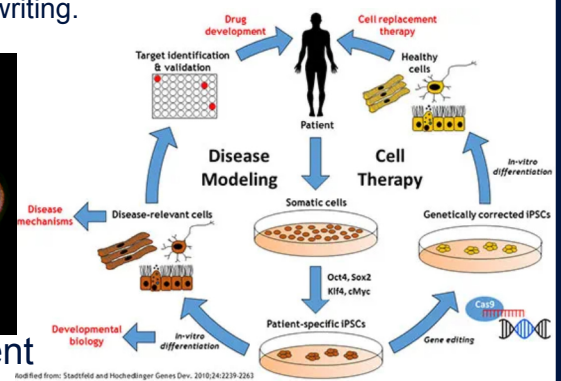 writing.
Drug
development
Cell replacement
therapy
Target identification
& validation
Healthy
cells
Patient
Disease
Modeling
Cell
Therapy
In-vitro
differentiation
Disease
mechanisms
Disease-relevant cells
Somatic cells
Genetically corrected iPSCs
Oct4, Sox2
Klf4, cMyc
Cas9
Developmental
biology
In-vitro
differentiation
Patient-specific iPSCs
Gene editing
ent
Modified from: Stadtfeld and Hochedlinger Genes Dev. 2010;24:2239-2263